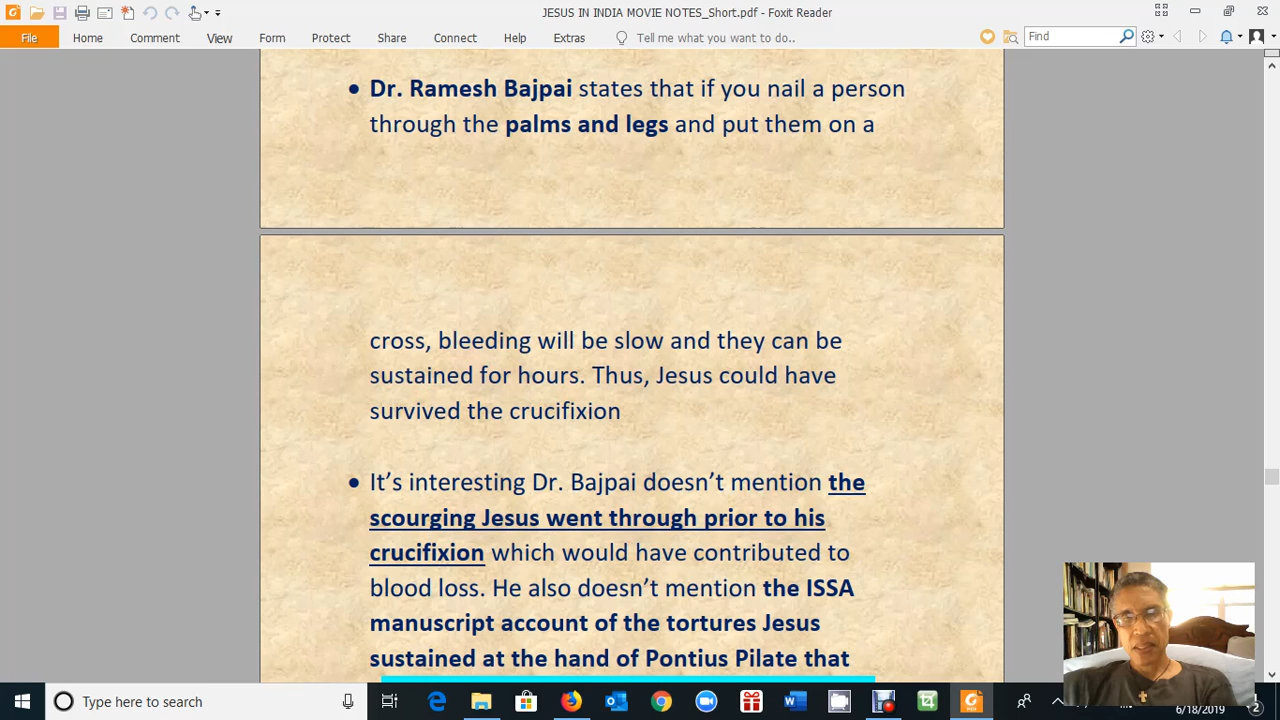 JESUS IN INDIA MOVIE NOTES_Short.pdf - Foxit Reader
File Home Comment View Form Protect Share Connect Help Extras Tell me what you want to do.. Find
• Dr. Ramesh Bajpai states that if you nail a person
through the palms and legs and put them on a
cross, bleeding will be slow and they can be
sustained for hours. Thus, Jesus could have
survived the crucifixion
• It’s interesting Dr. Bajpai doesn’t mention the
scourging Jesus went through prior to his
crucifixion which would have contributed to
blood loss. He also doesn’t mention the ISSA
manuscript account of the tortures Jesus
sustained at the hand of Pontius Pilate that
Type here to search
6/18/2019